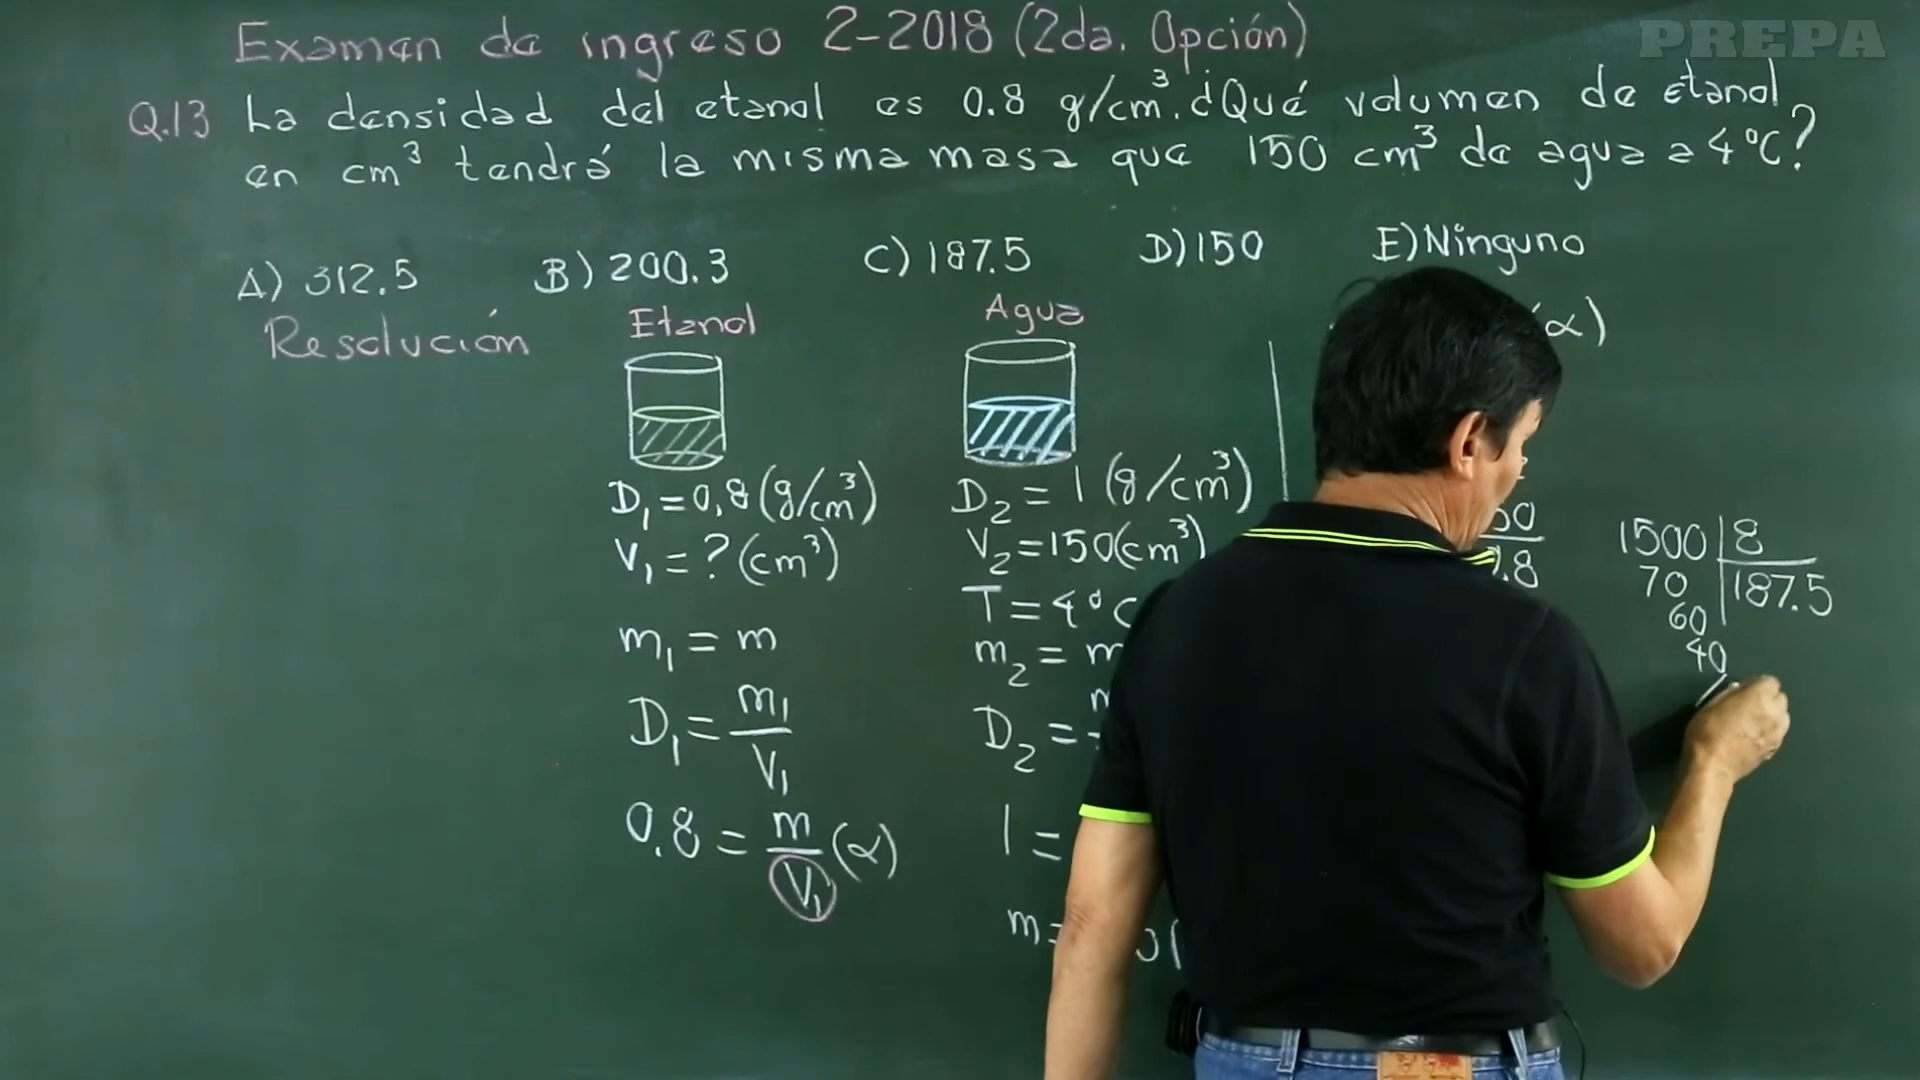 PREPA
Examen de ingreso 2-2018 (2da. Opción)
Q.13 La densidad del etanol es 0.8 g/cm³. ¿Qué volumen de etanol
en cm³ tendrá la misma masa que 150 cm³ de agua a 4°C?
A) 312.5 B) 200.3 C) 187.5 D) 150 E) Ninguno
Resolución
Etanol
D₁ = 0,8 (g/cm³)
V₁ = ? (cm³)
m₁ = m
D₁ = m₁/V₁
0.8 = m/V₁ (α)
Agua
D₂ = 1 (g/cm³)
V₂ = 150 (cm³)
T = 4°C
m₂ = m
D₂ =
1 =
m =
(α)
1500 | 8
70 187.5
60
40